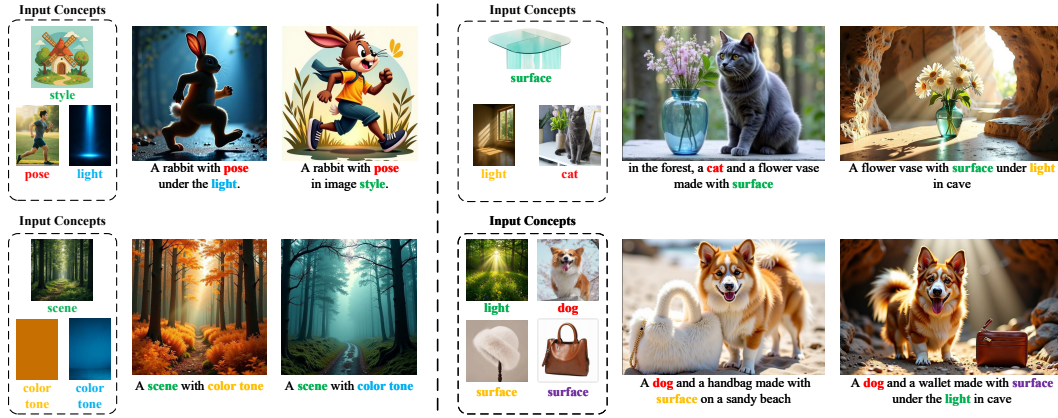 Input Concepts
style
pose
light
A rabbit with pose
under the light.
A rabbit with pose
in image style.
Input Concepts
surface
light
cat
in the forest, a cat and a flower vase
made with surface
A flower vase with surface under light
in cave
Input Concepts
scene
color
tone
color
tone
A scene with color tone
A scene with color tone
Input Concepts
light
dog
surface
surface
A dog and a handbag made with
surface on a sandy beach
A dog and a wallet made with surface
under the light in cave